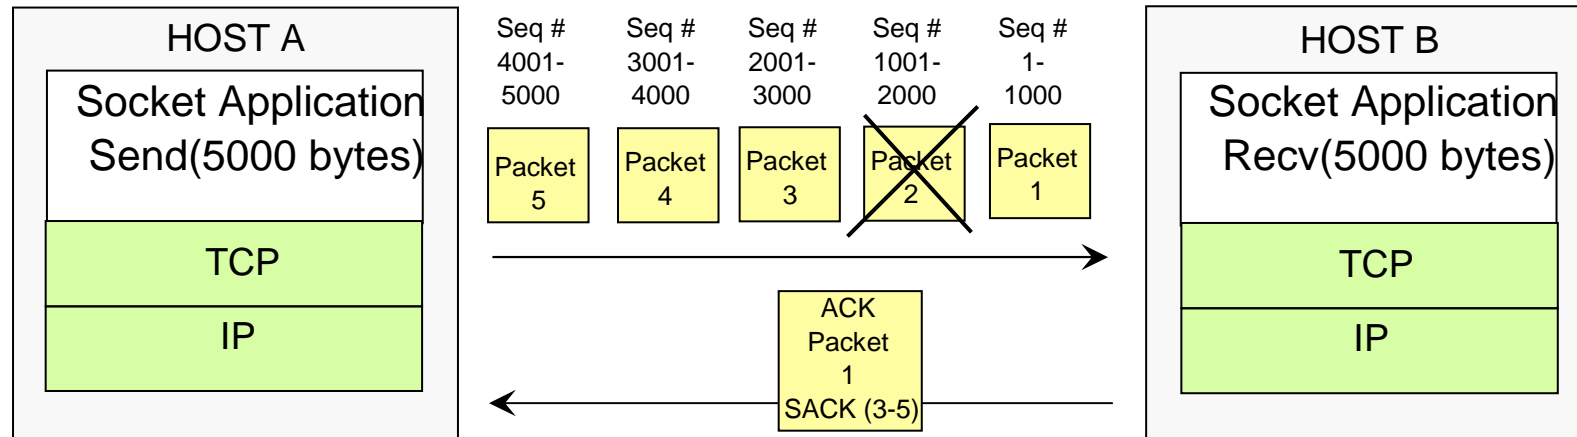 HOST A
Socket Application
Send(5000 bytes)
TCP
IP
Seq #
4001-
5000
Seq #
3001-
4000
Seq #
2001-
3000
Seq #
1001-
2000
Seq #
1-
1000
Packet
5
Packet
4
Packet
3
Packet
2
Packet
1
ACK
Packet
1
SACK (3-5)
HOST B
Socket Application
Recv(5000 bytes)
TCP
IP